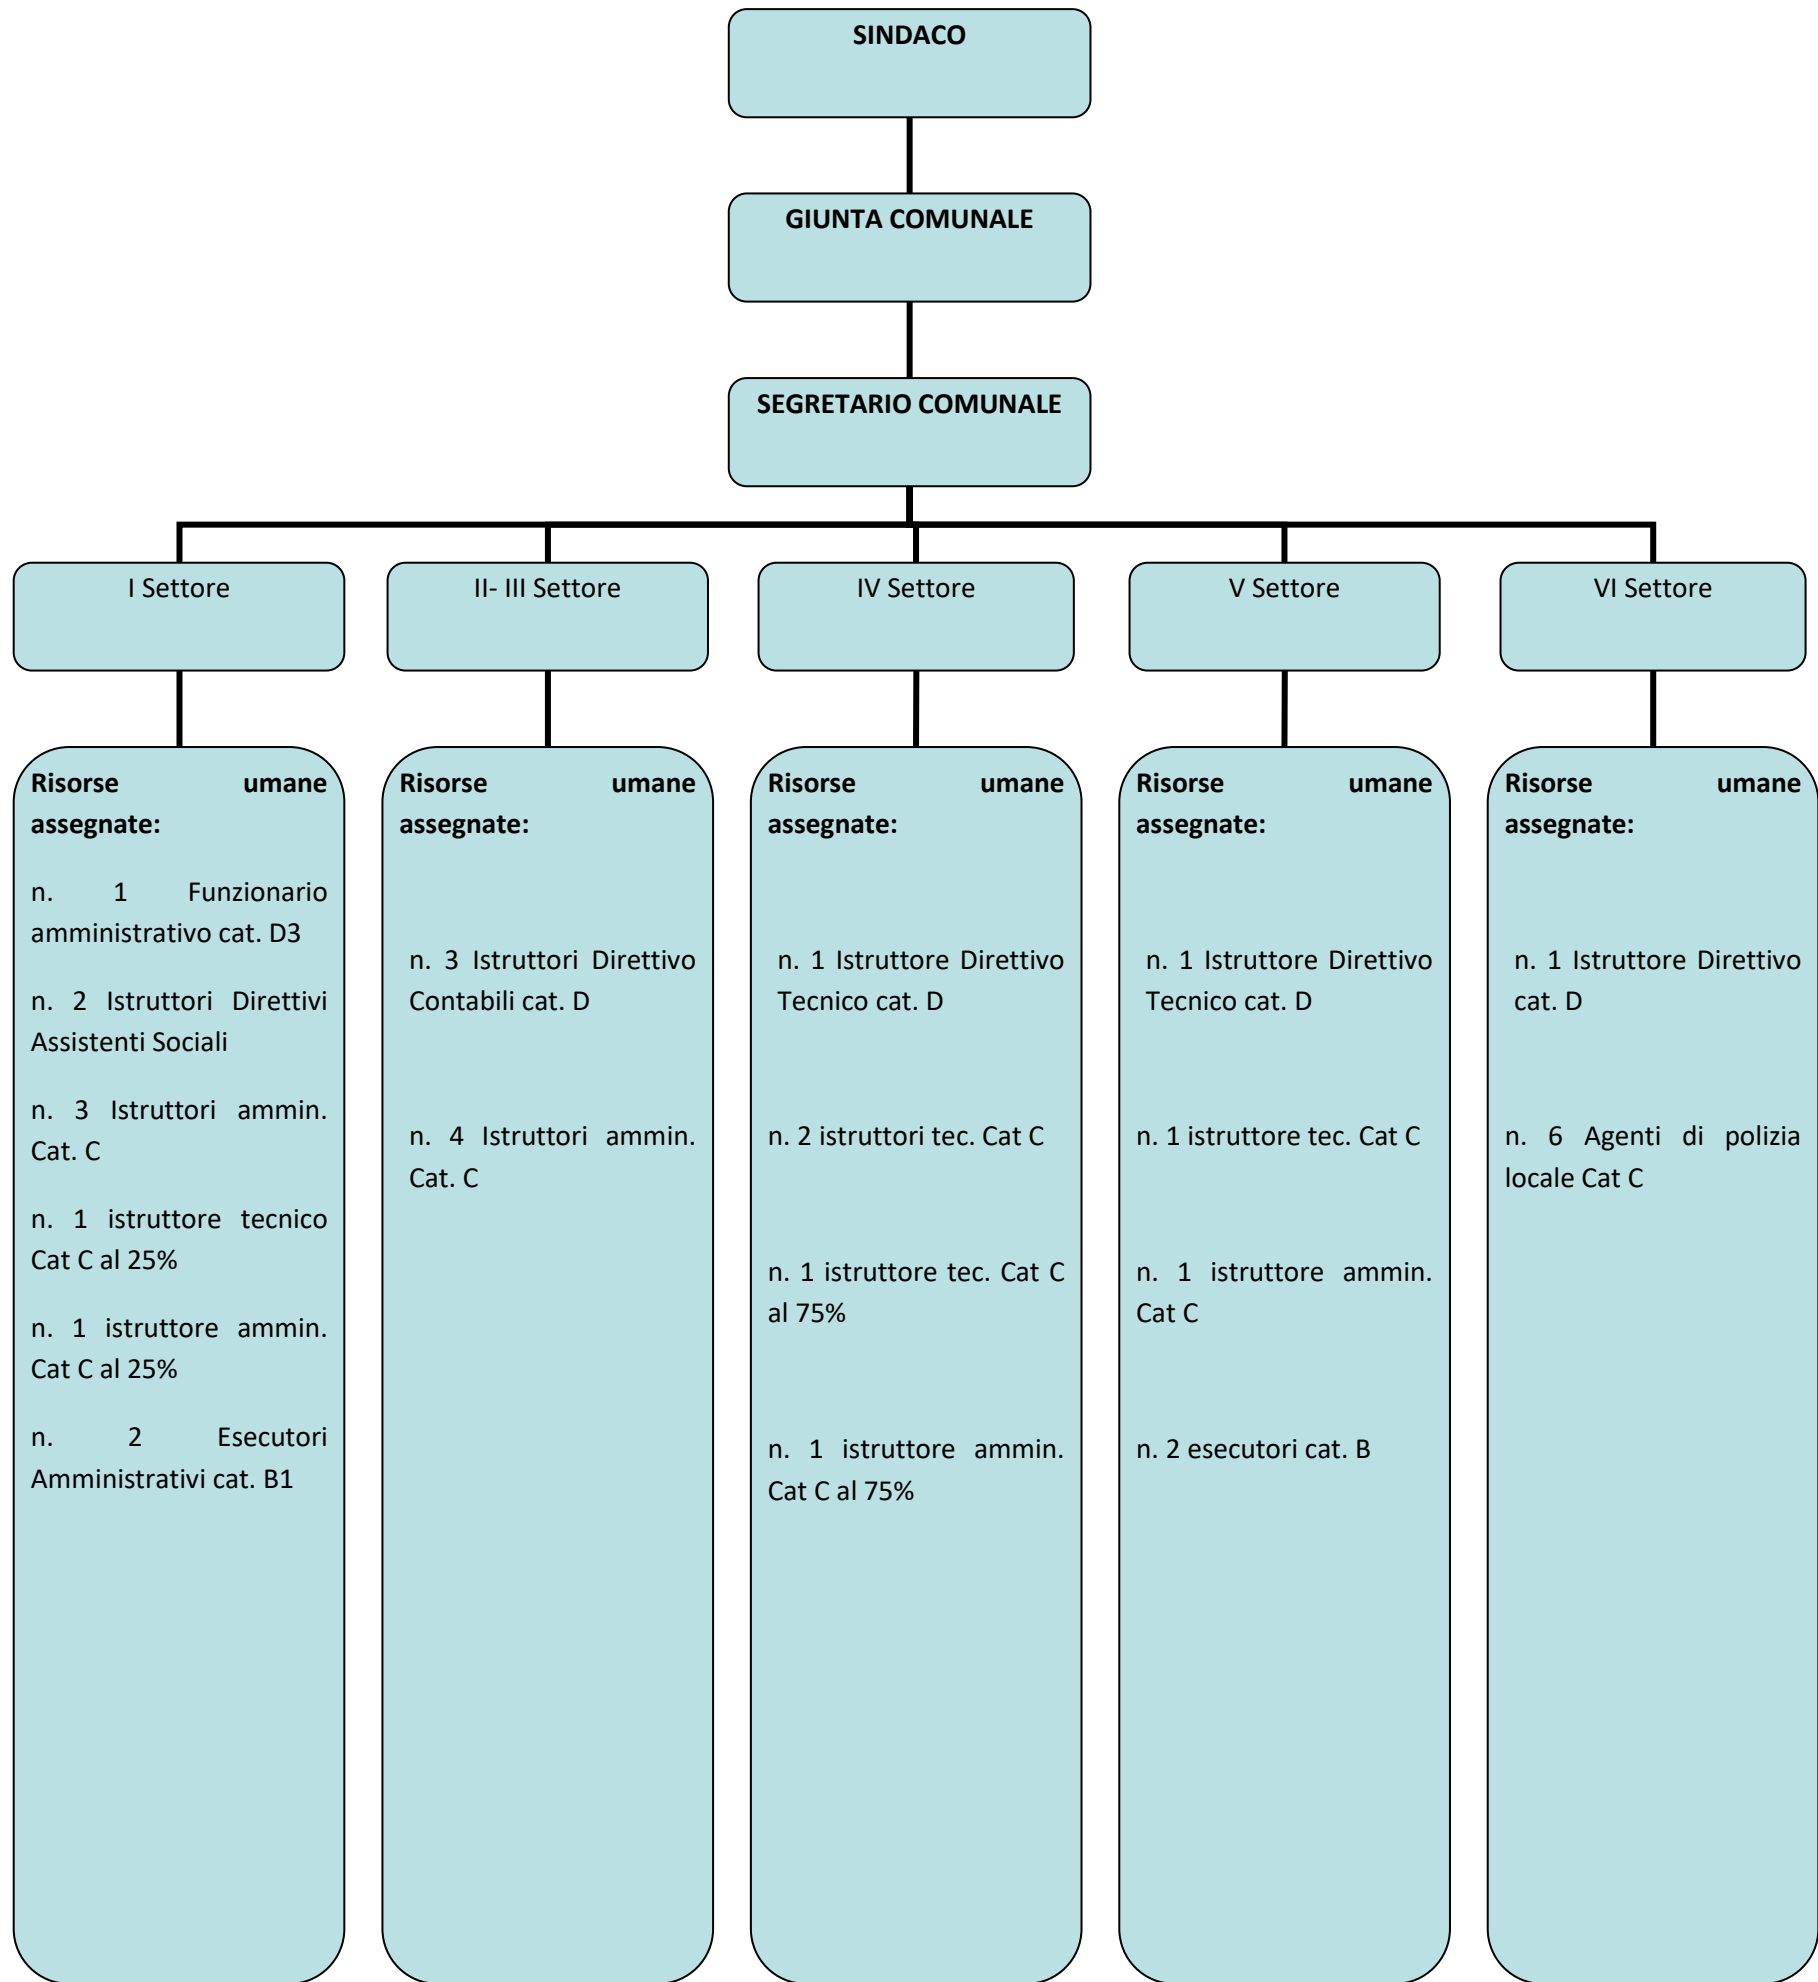 SINDACO
GIUNTA COMUNALE
SEGRETARIO COMUNALE
I Settore
II- III Settore
IV Settore
V Settore
VI Settore
Risorse umane
assegnate:
n. 1 Funzionario
amministrativo cat. D3
n. 2 Istruttori Direttivi
Assistenti Sociali
n. 3 Istruttori ammin.
Cat. C
n. 1 istruttore tecnico
Cat C al 25%
n. 1 istruttore ammin.
Cat C al 25%
n. 2 Esecutori
Amministrativi cat. B1
Risorse umane
assegnate:
n. 3 Istruttori Direttivo
Contabili cat. D
n. 4 Istruttori ammin.
Cat. C
Risorse umane
assegnate:
n. 1 Istruttore Direttivo
Tecnico cat. D
n. 2 istruttori tec. Cat C
n. 1 istruttore tec. Cat C
al 75%
n. 1 istruttore ammin.
Cat C al 75%
Risorse umane
assegnate:
n. 1 Istruttore Direttivo
Tecnico cat. D
n. 1 istruttore tec. Cat C
n. 1 istruttore ammin.
Cat C
n. 2 esecutori cat. B
Risorse umane
assegnate:
n. 1 Istruttore Direttivo
cat. D
n. 6 Agenti di polizia
locale Cat C